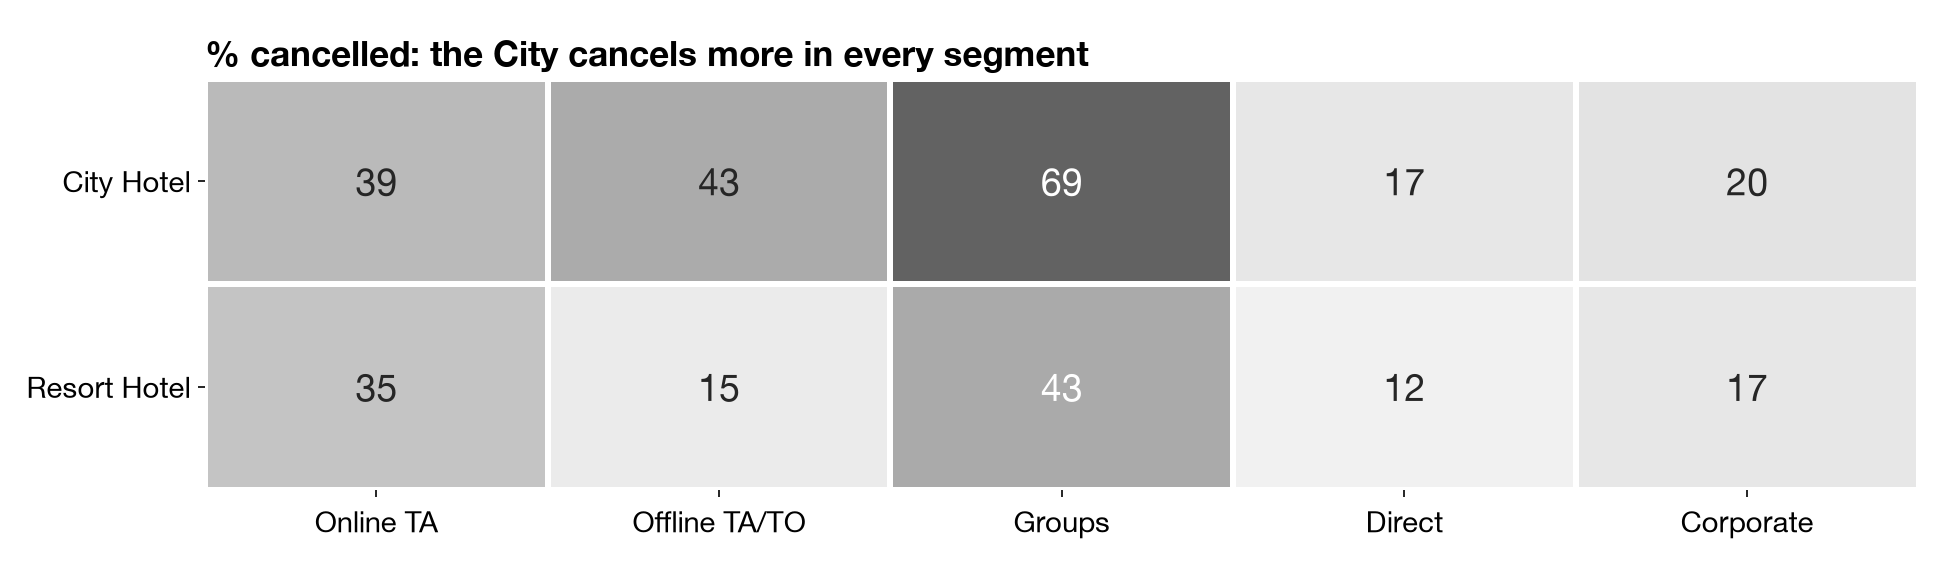 % cancelled: the City cancels more in every segment
City Hotel 39 43 69 17 20
Resort Hotel 35 15 43 12 17
Online TA Offline TA/TO Groups Direct Corporate